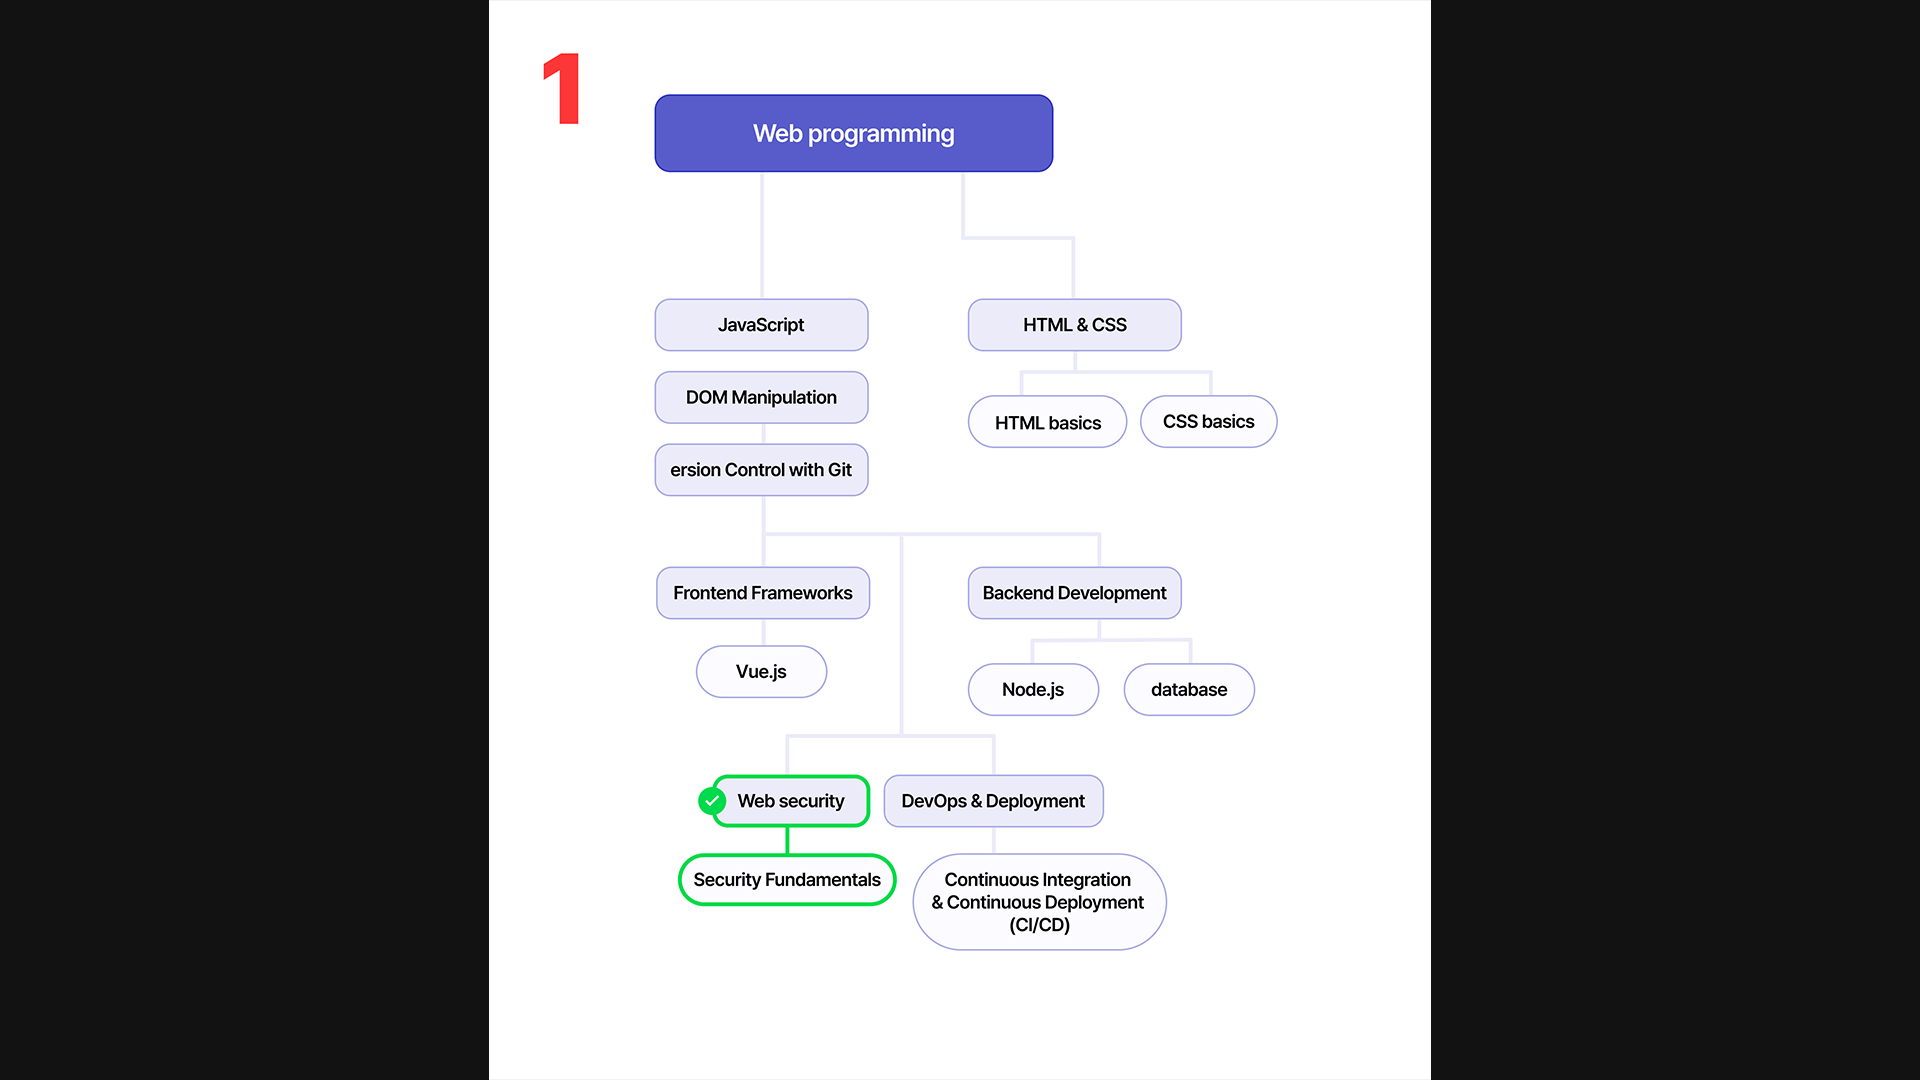 1
Web programming
JavaScript
HTML & CSS
DOM Manipulation
HTML basics
CSS basics
ersion Control with Git
Frontend Frameworks
Backend Development
Vue.js
Node.js
database
Web security
DevOps & Deployment
Security Fundamentals
Continuous Integration
& Continuous Deployment
(CI/CD)